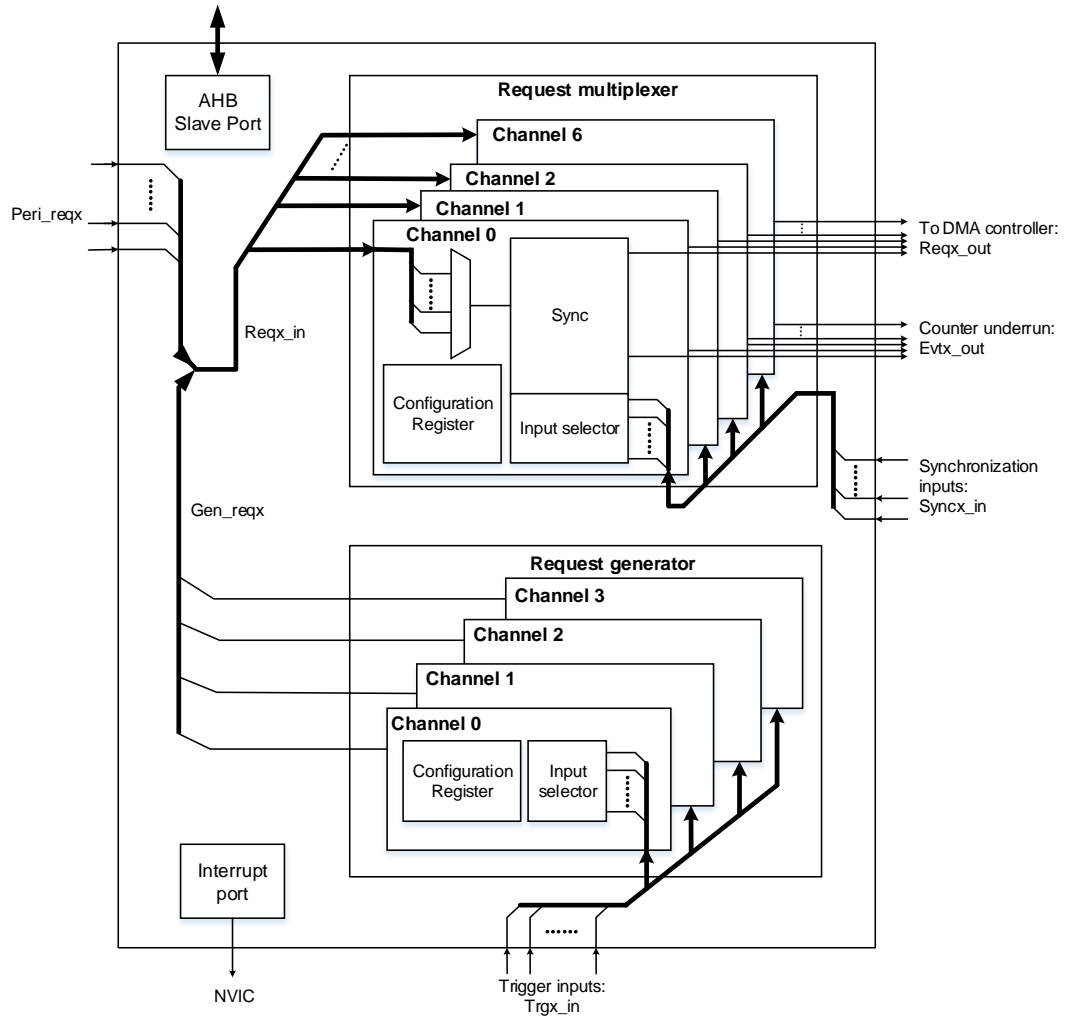 AHB
Slave Port
Request multiplexer
Channel 6
Channel 2
Channel 1
Channel 0
Peri_reqx
To DMA controller:
Reqx_out
Reqx_in
Sync
Counter underrun:
Evtx_out
Configuration
Register
Input selector
Synchronization
inputs:
Syncx_in
Gen_reqx
Request generator
Channel 3
Channel 2
Channel 1
Channel 0
Configuration
Register
Input
selector
Interrupt
port
NVIC
Trigger inputs:
Trgx_in